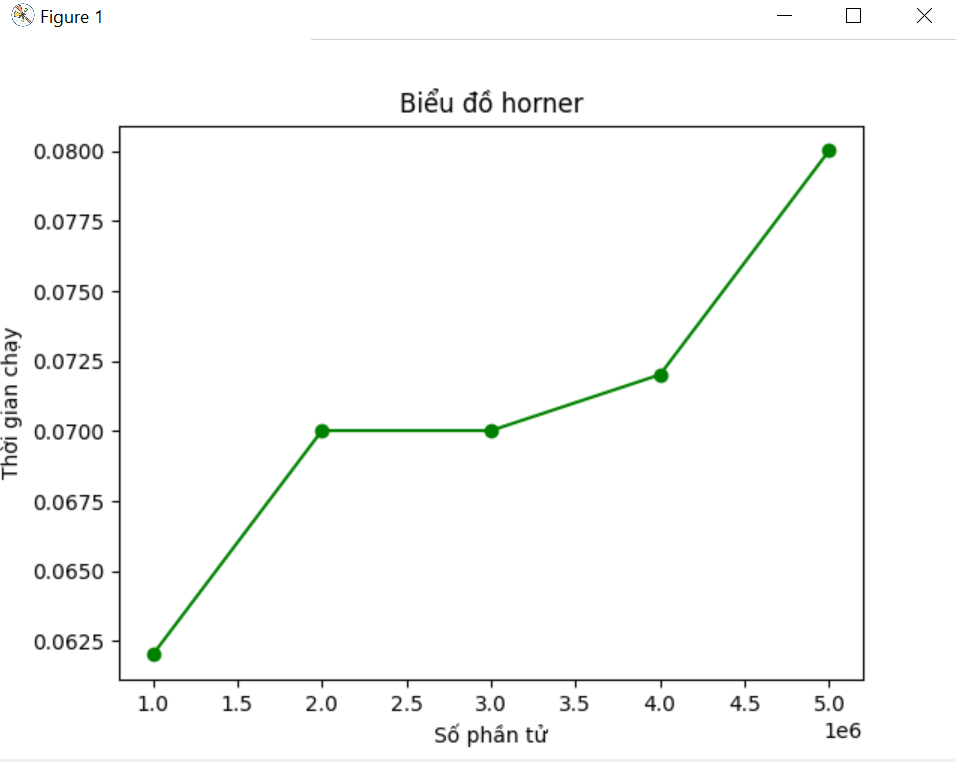 Figure 1
Biểu đồ horner
0.0800
0.0775
0.0750
0.0725
0.0700
0.0675
0.0650
0.0625
Thời gian chạy
1.0 1.5 2.0 2.5 3.0 3.5 4.0 4.5 5.0
1e6
Số phần tử